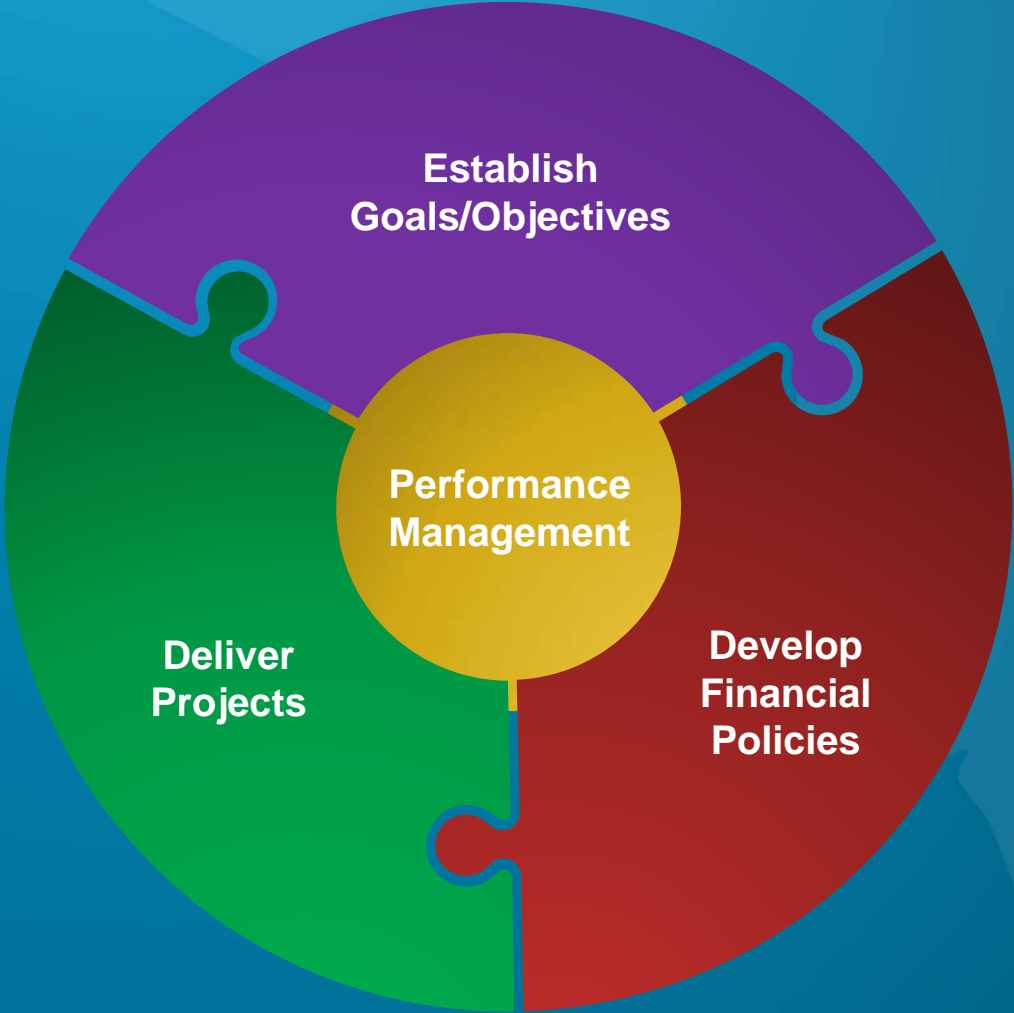 Establish
Goals/Objectives
Performance
Management
Deliver
Projects
Develop
Financial
Policies